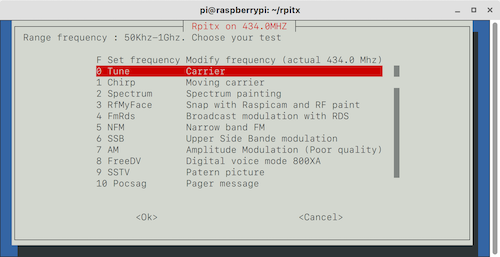 pi@raspberrypi: ~/rpitx
Rpitx on 434.0MHZ
Range frequency : 50Khz-1Ghz. Choose your test
F Set frequency Modify frequency (actual 434.0 Mhz)
0 Tune Carrier
1 Chirp Moving carrier
2 Spectrum Spectrum painting
3 RfMyFace Snap with Raspicam and RF paint
4 FmRds Broadcast modulation with RDS
5 NFM Narrow band FM
6 SSB Upper Side Bande modulation
7 AM Amplitude Modulation (Poor quality)
8 FreeDV Digital voice mode 800XA
9 SSTV Patern picture
10 Pocsag Pager message
<Ok> <Cancel>